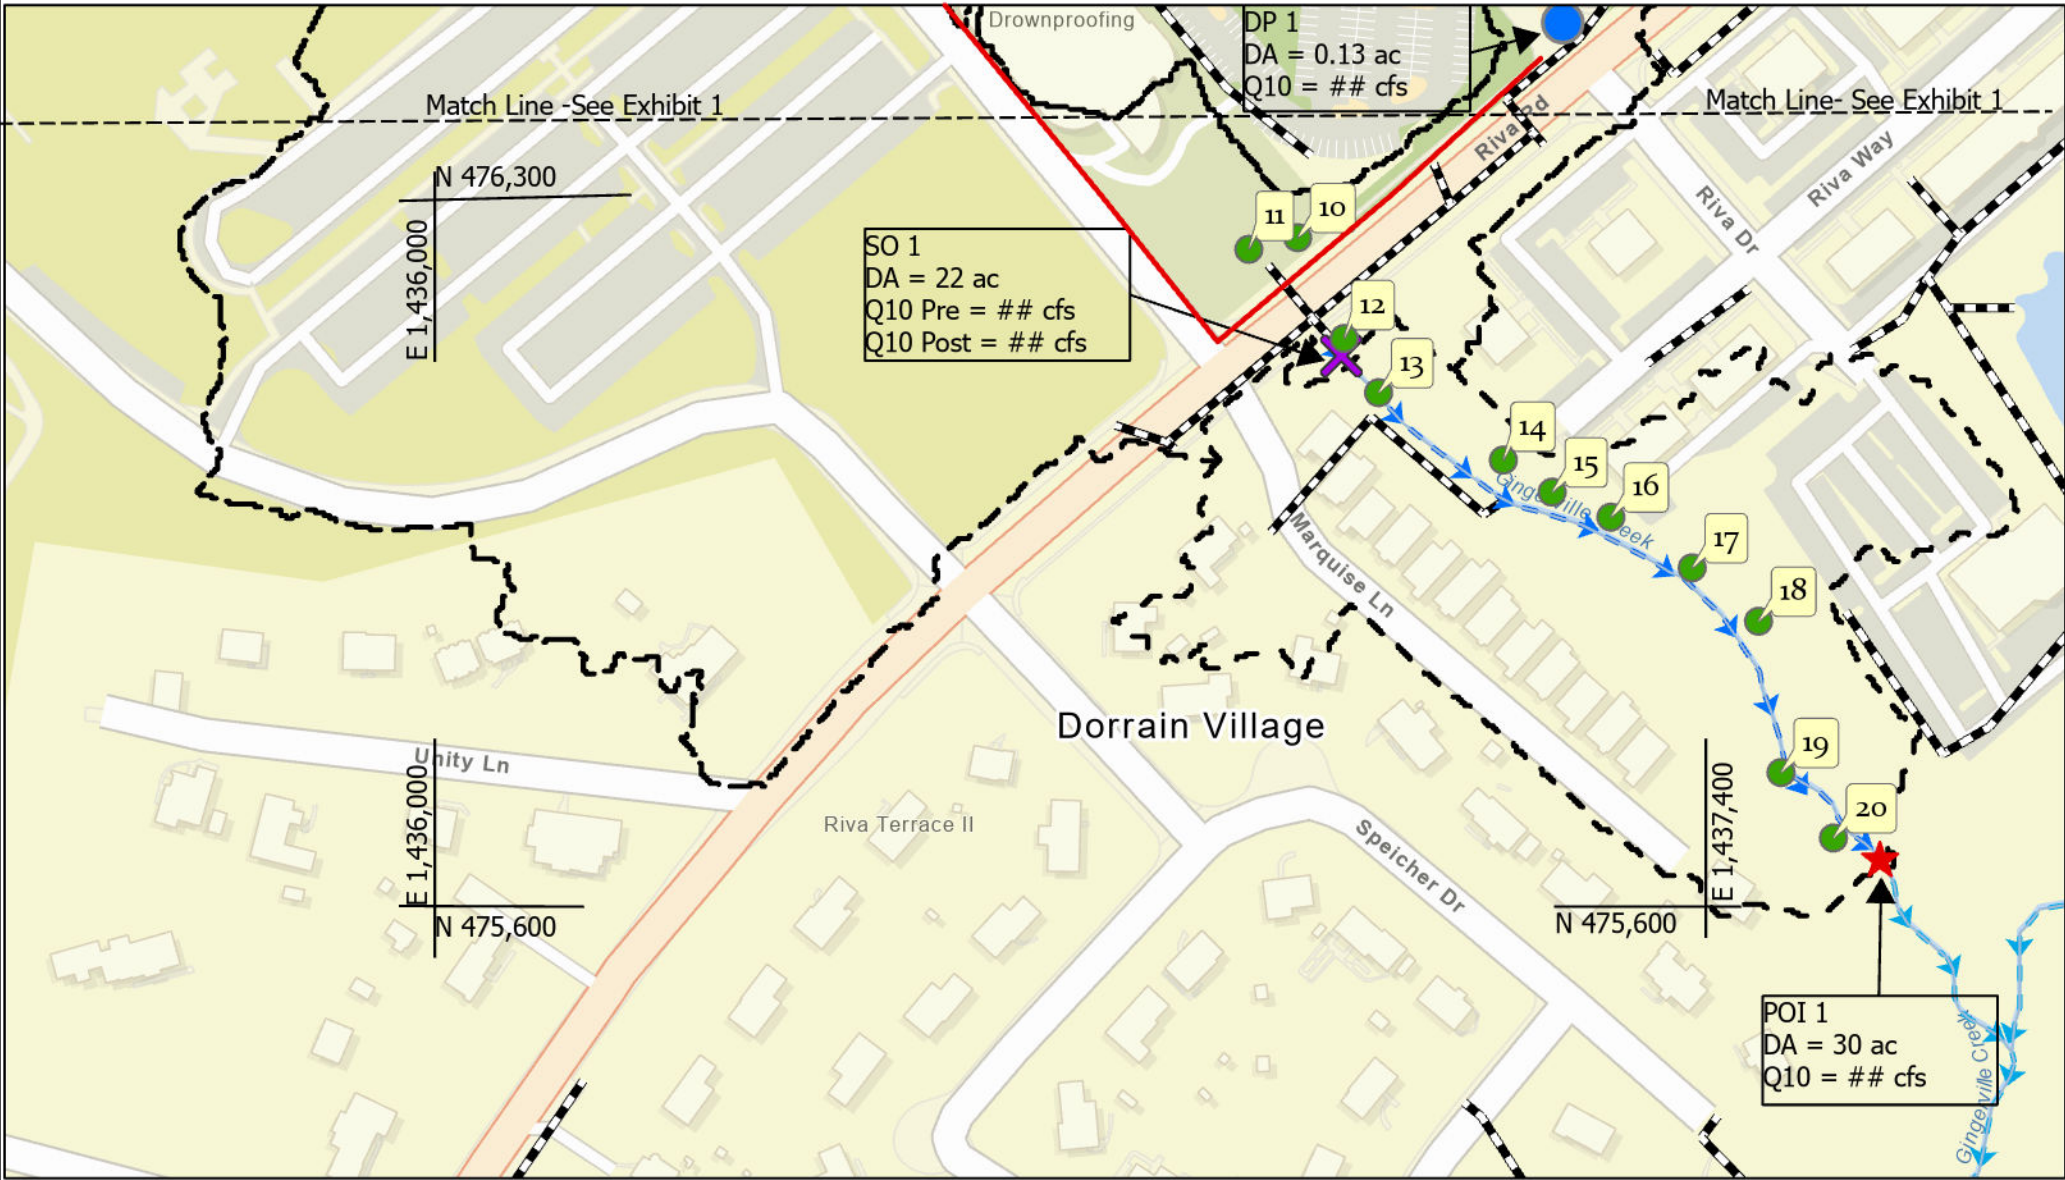 Drownproofing
DP 1
DA = 0.13 ac
Q10 = ## cfs
Match Line -See Exhibit 1
Match Line- See Exhibit 1
Riva Rd
Riva Way
Riva Dr
N 476,300
E 1,436,000
11
10
SO 1
DA = 22 ac
Q10 Pre = ## cfs
Q10 Post = ## cfs
12
13
14
15
16
Gingerville Creek
17
18
Marquise Ln
Dorrain Village
19
Unity Ln
E 1,436,000
E 1,437,400
20
Riva Terrace II
Speicher Dr
N 475,600
N 475,600
POI 1
DA = 30 ac
Q10 = ## cfs
Gingerville Creek